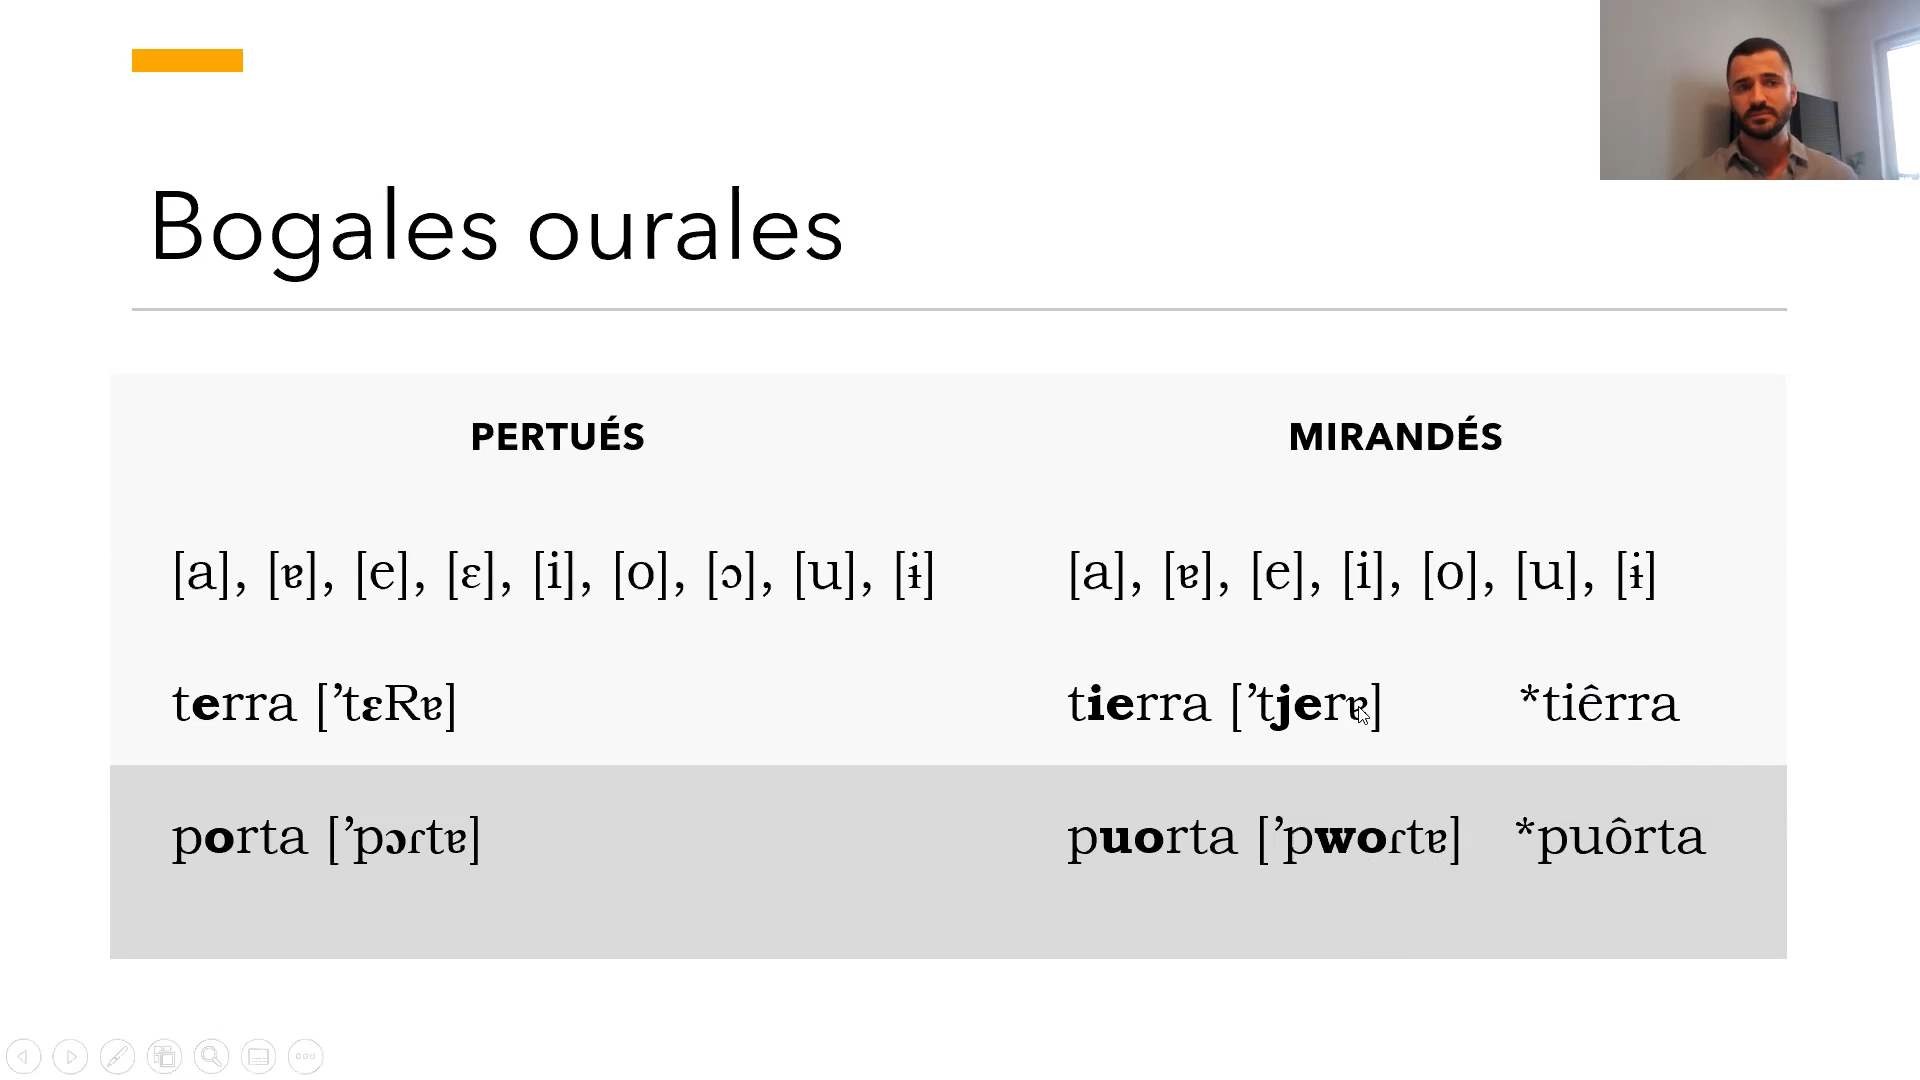 Bogales ourales
PERTUÉS
MIRANDÉS
[a], [ɐ], [e], [ɛ], [i], [o], [ɔ], [u], [ɨ]
[a], [ɐ], [e], [i], [o], [u], [ɨ]
terra [’tɛRɐ]
tierra [’tjerɐ]
*tiêrra
porta [’pɔɾtɐ]
puorta [’pwoɾtɐ]
*puôrta